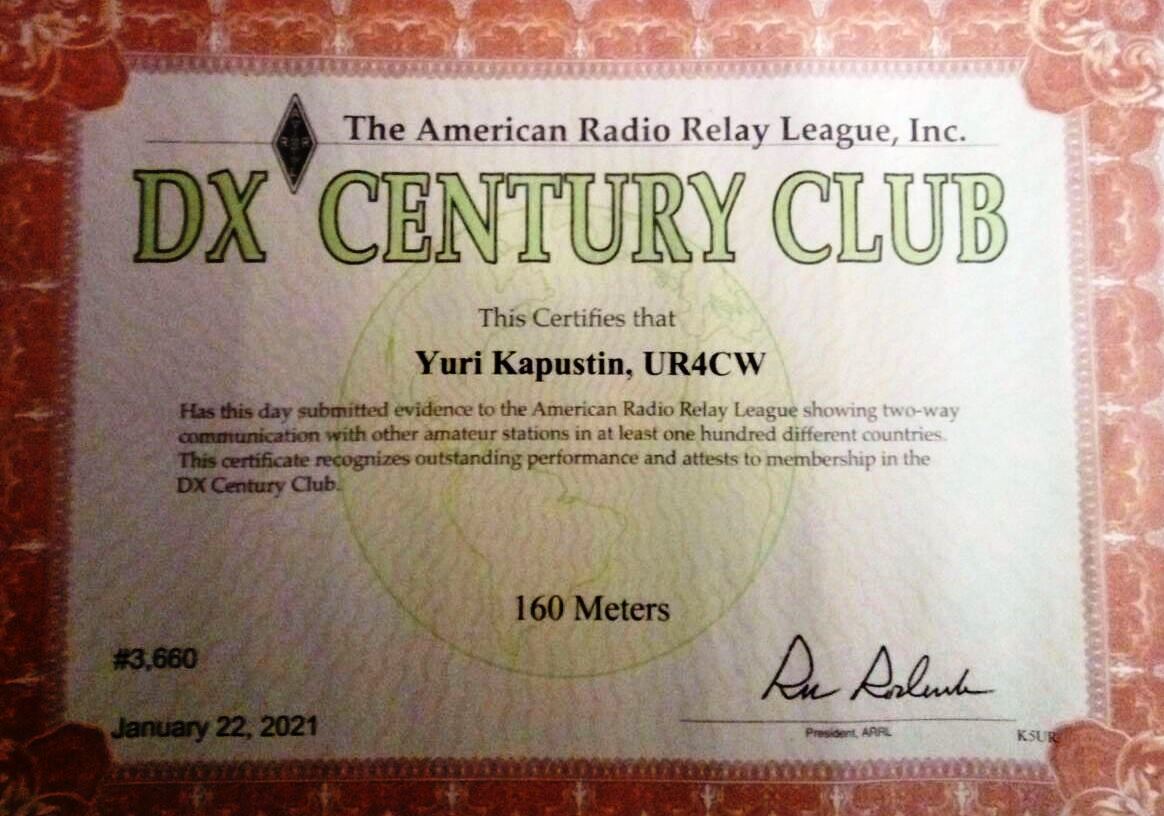 The American Radio Relay League, Inc.
DX CENTURY CLUB
This Certifies that
Yuri Kapustin, UR4CW
Has this day submitted evidence to the American Radio Relay League showing two-way
communication with other amateur stations in at least one hundred different countries.
This certificate recognizes outstanding performance and attests to membership in the
DX Century Club.
160 Meters
#3,660
January 22, 2021
President, ARRL
K5UR